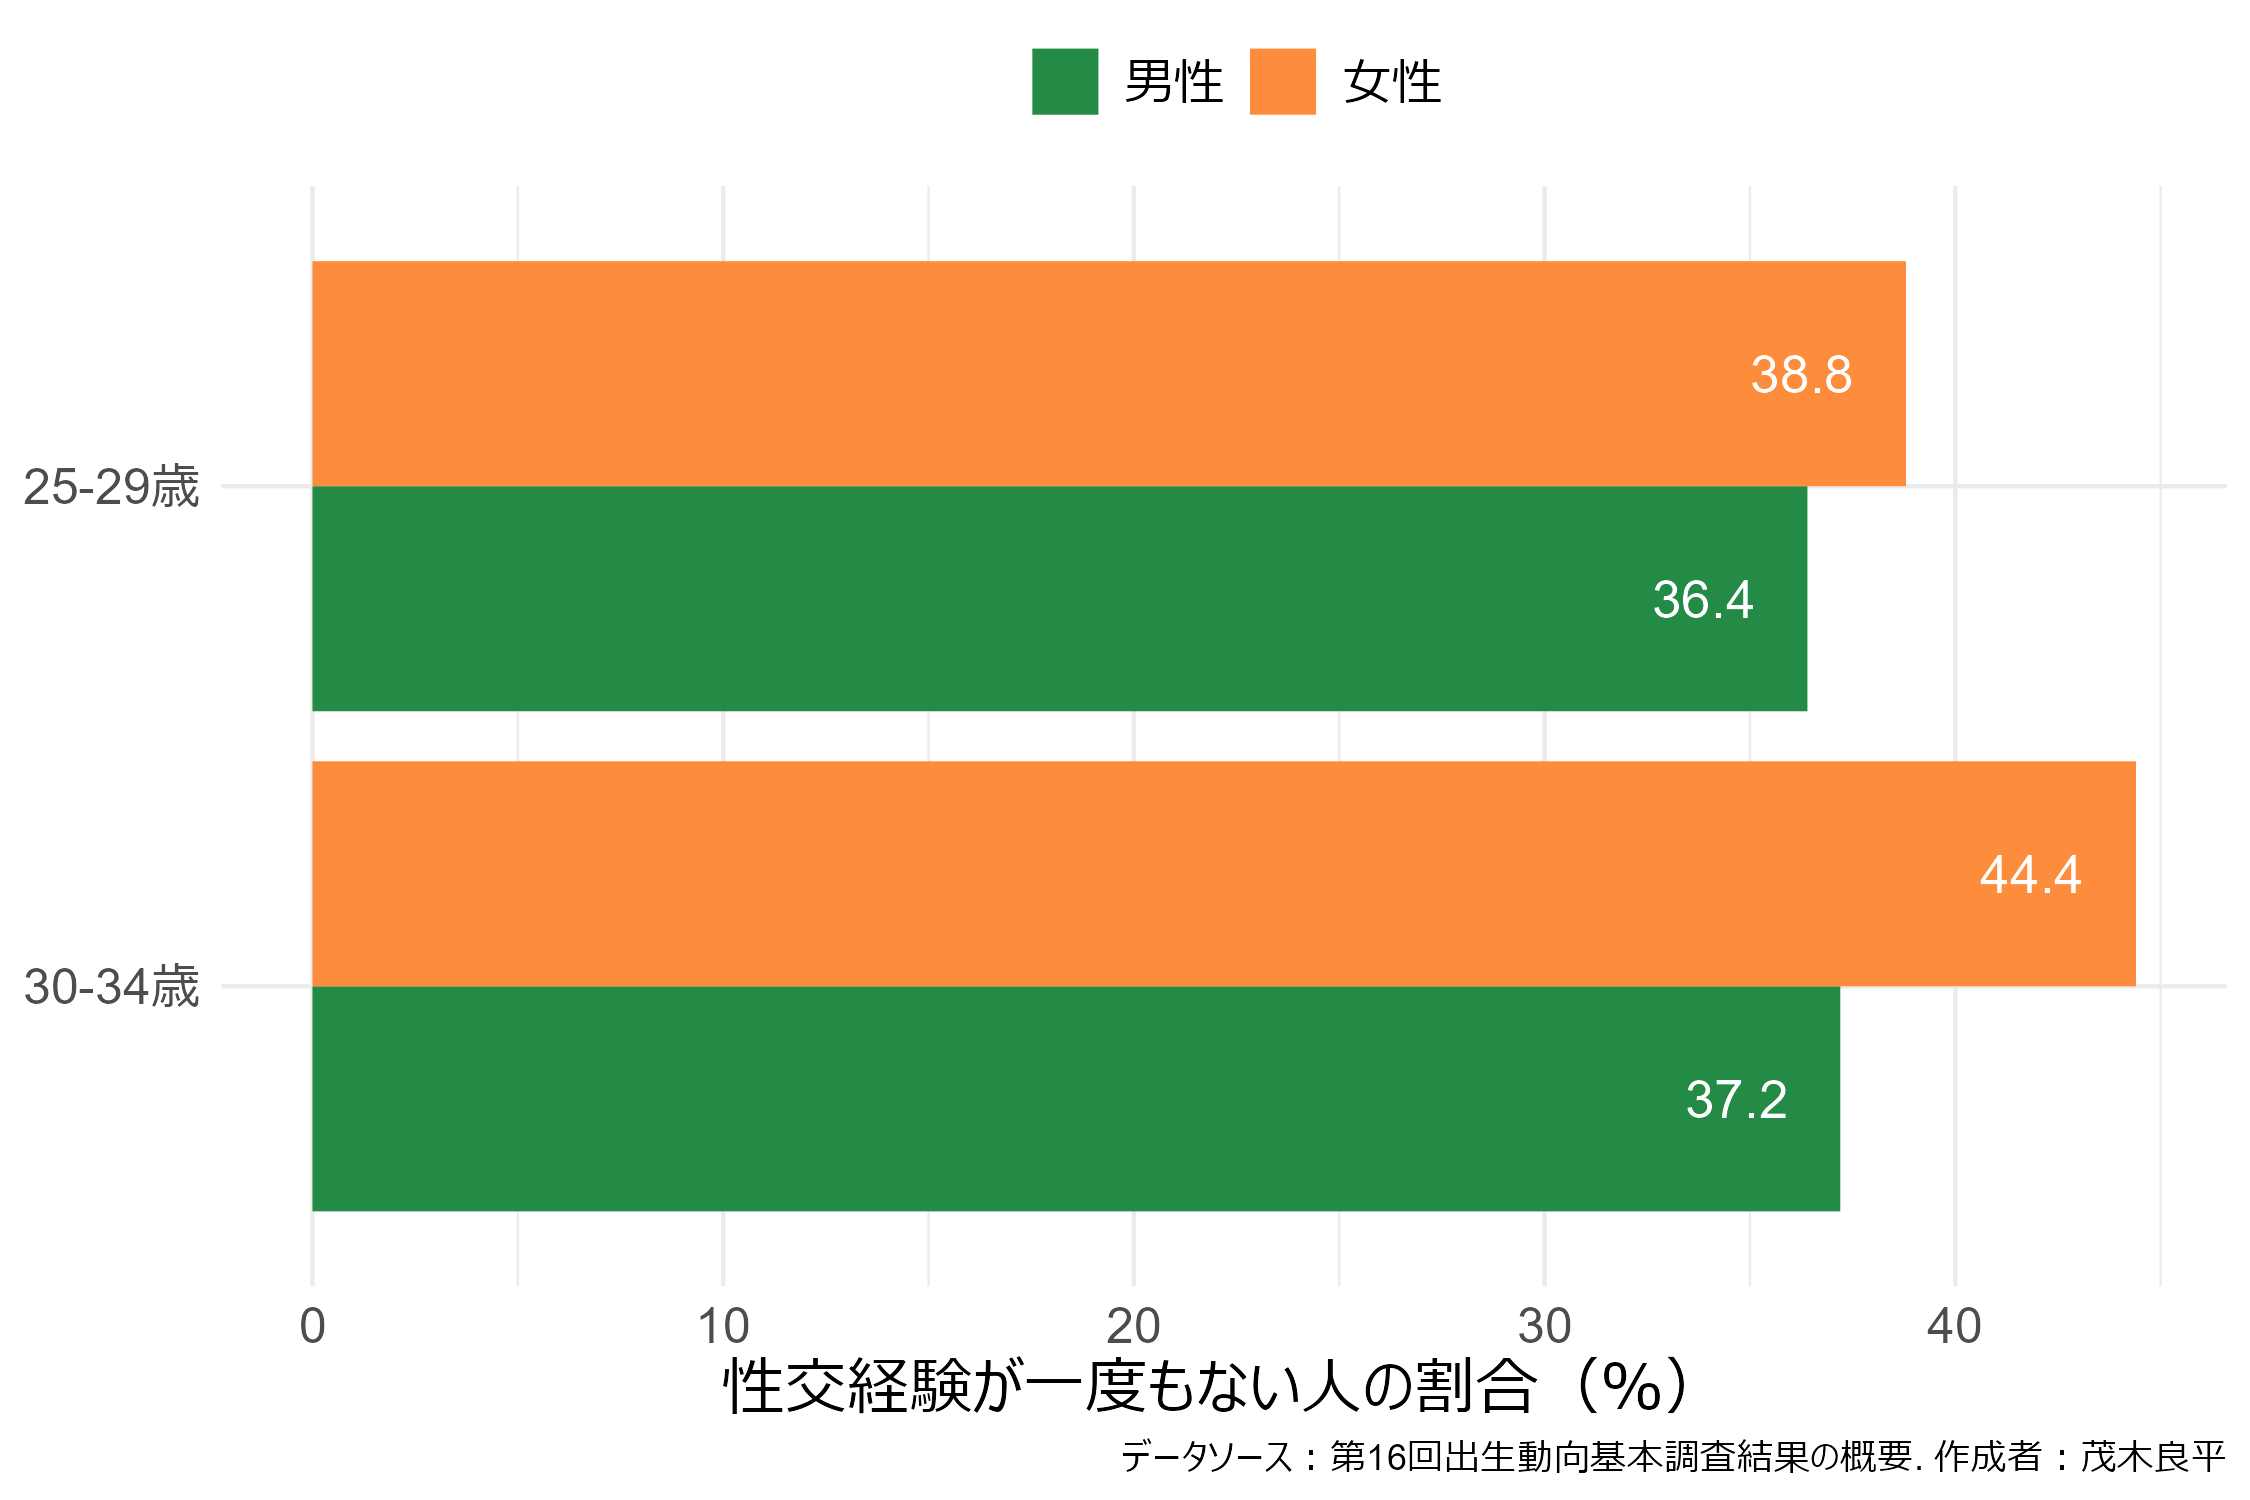 男性 女性
38.8
25-29歳
36.4
44.4
30-34歳
37.2
0 10 20 30 40
性交経験が一度もない人の割合（%）
データソース：第16回出生動向基本調査結果の概要. 作成者：茂木良平